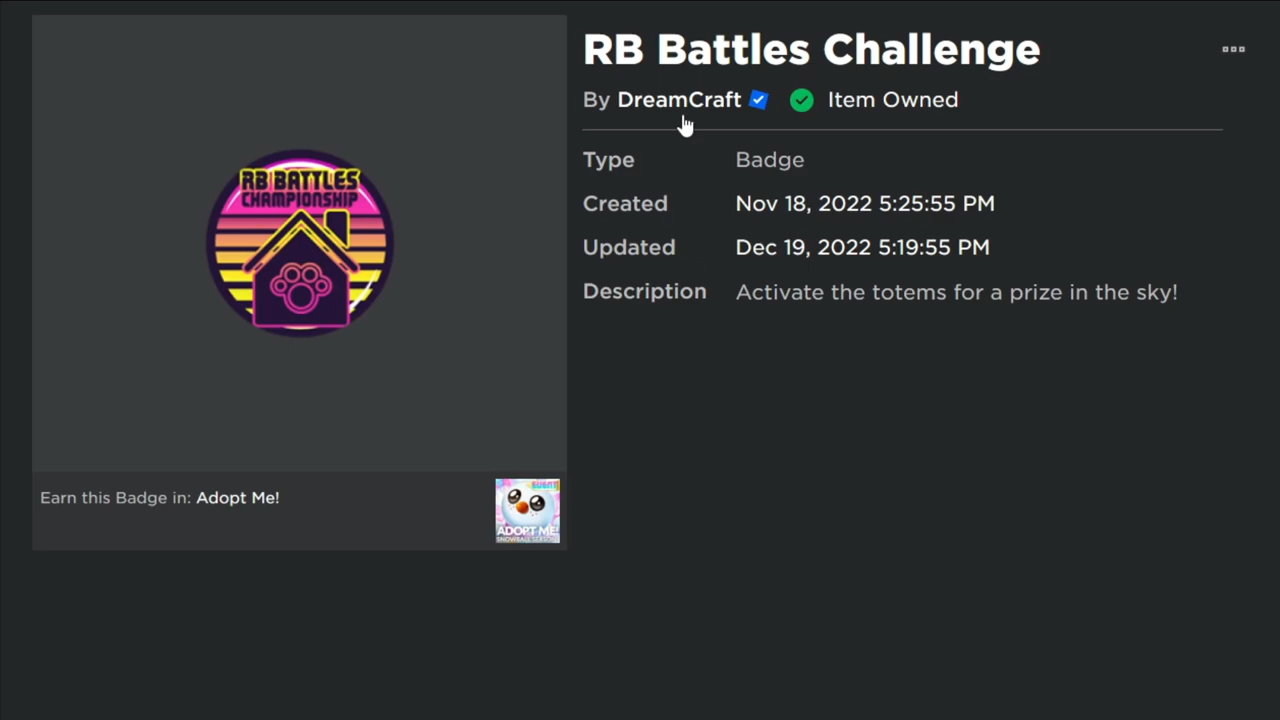 RB Battles Challenge
By DreamCraft Item Owned
Type Badge
Created Nov 18, 2022 5:25:55 PM
Updated Dec 19, 2022 5:19:55 PM
Description Activate the totems for a prize in the sky!
RB BATTLES
CHAMPIONSHIP
Earn this Badge in: Adopt Me!
EVENT
ADOPT ME!